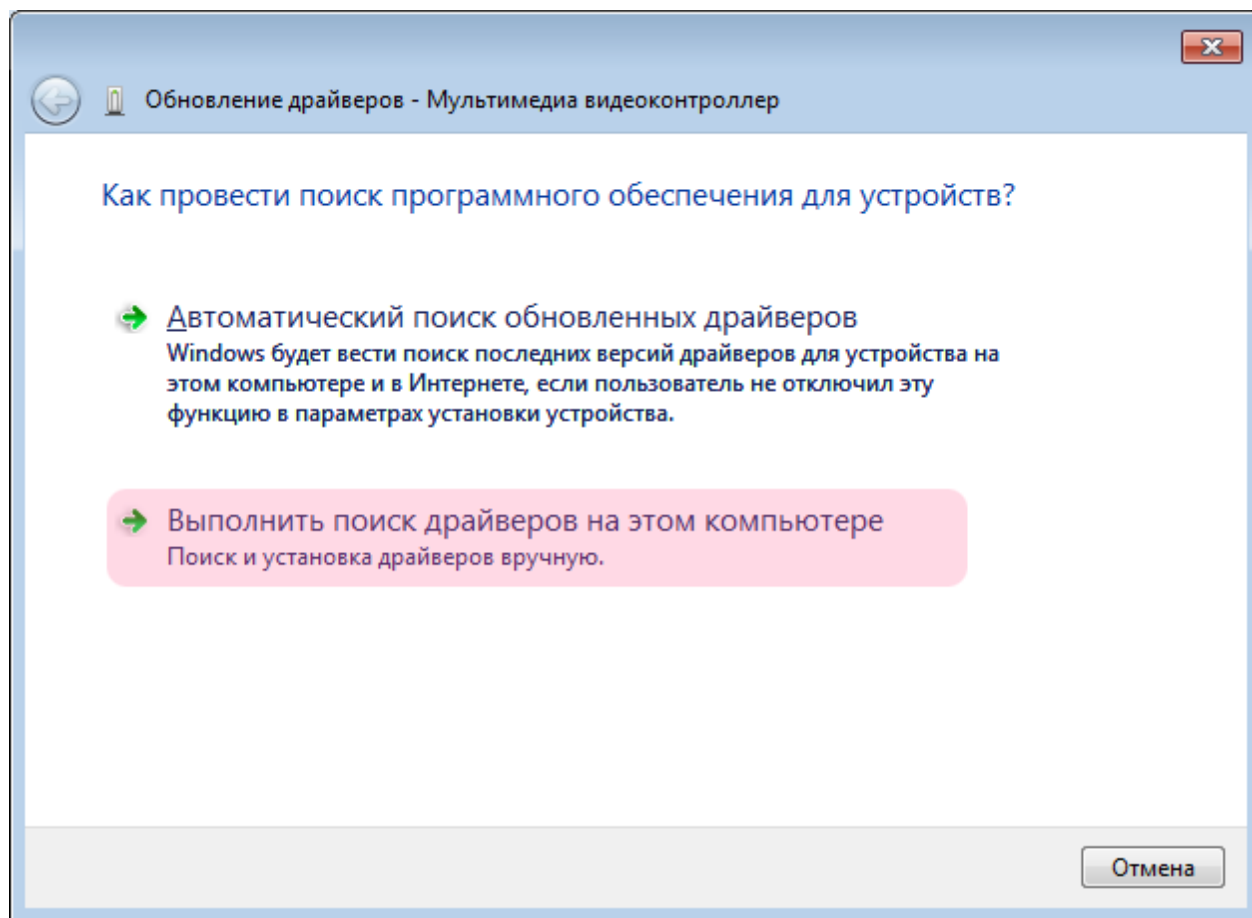 Обновление драйверов - Мультимедиа видеоконтроллер
Как провести поиск программного обеспечения для устройств?
Автоматический поиск обновленных драйверов
Windows будет вести поиск последних версий драйверов для устройства на
этом компьютере и в Интернете, если пользователь не отключил эту
функцию в параметрах установки устройства.
Выполнить поиск драйверов на этом компьютере
Поиск и установка драйверов вручную.
Отмена